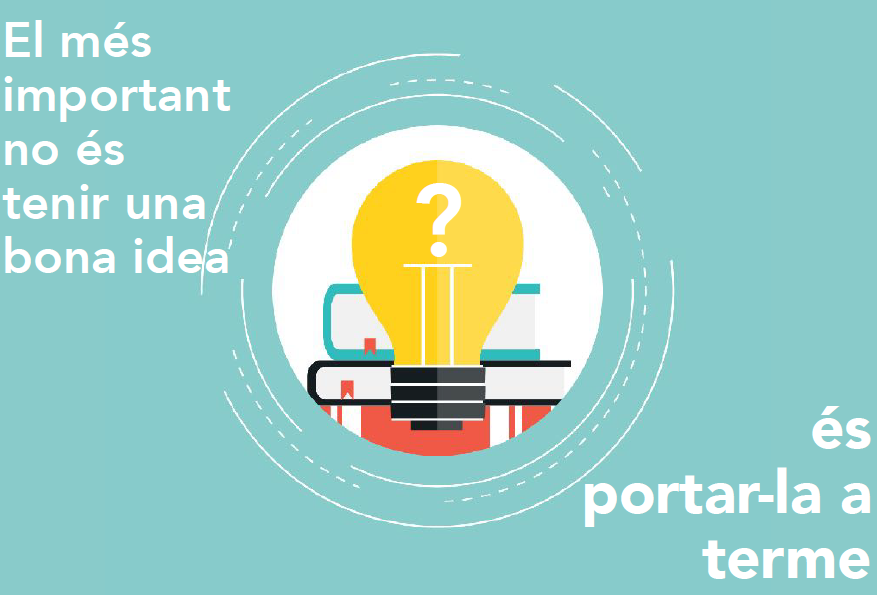 El més
important
no és
tenir una
bona idea
?
és
portar-la a
terme